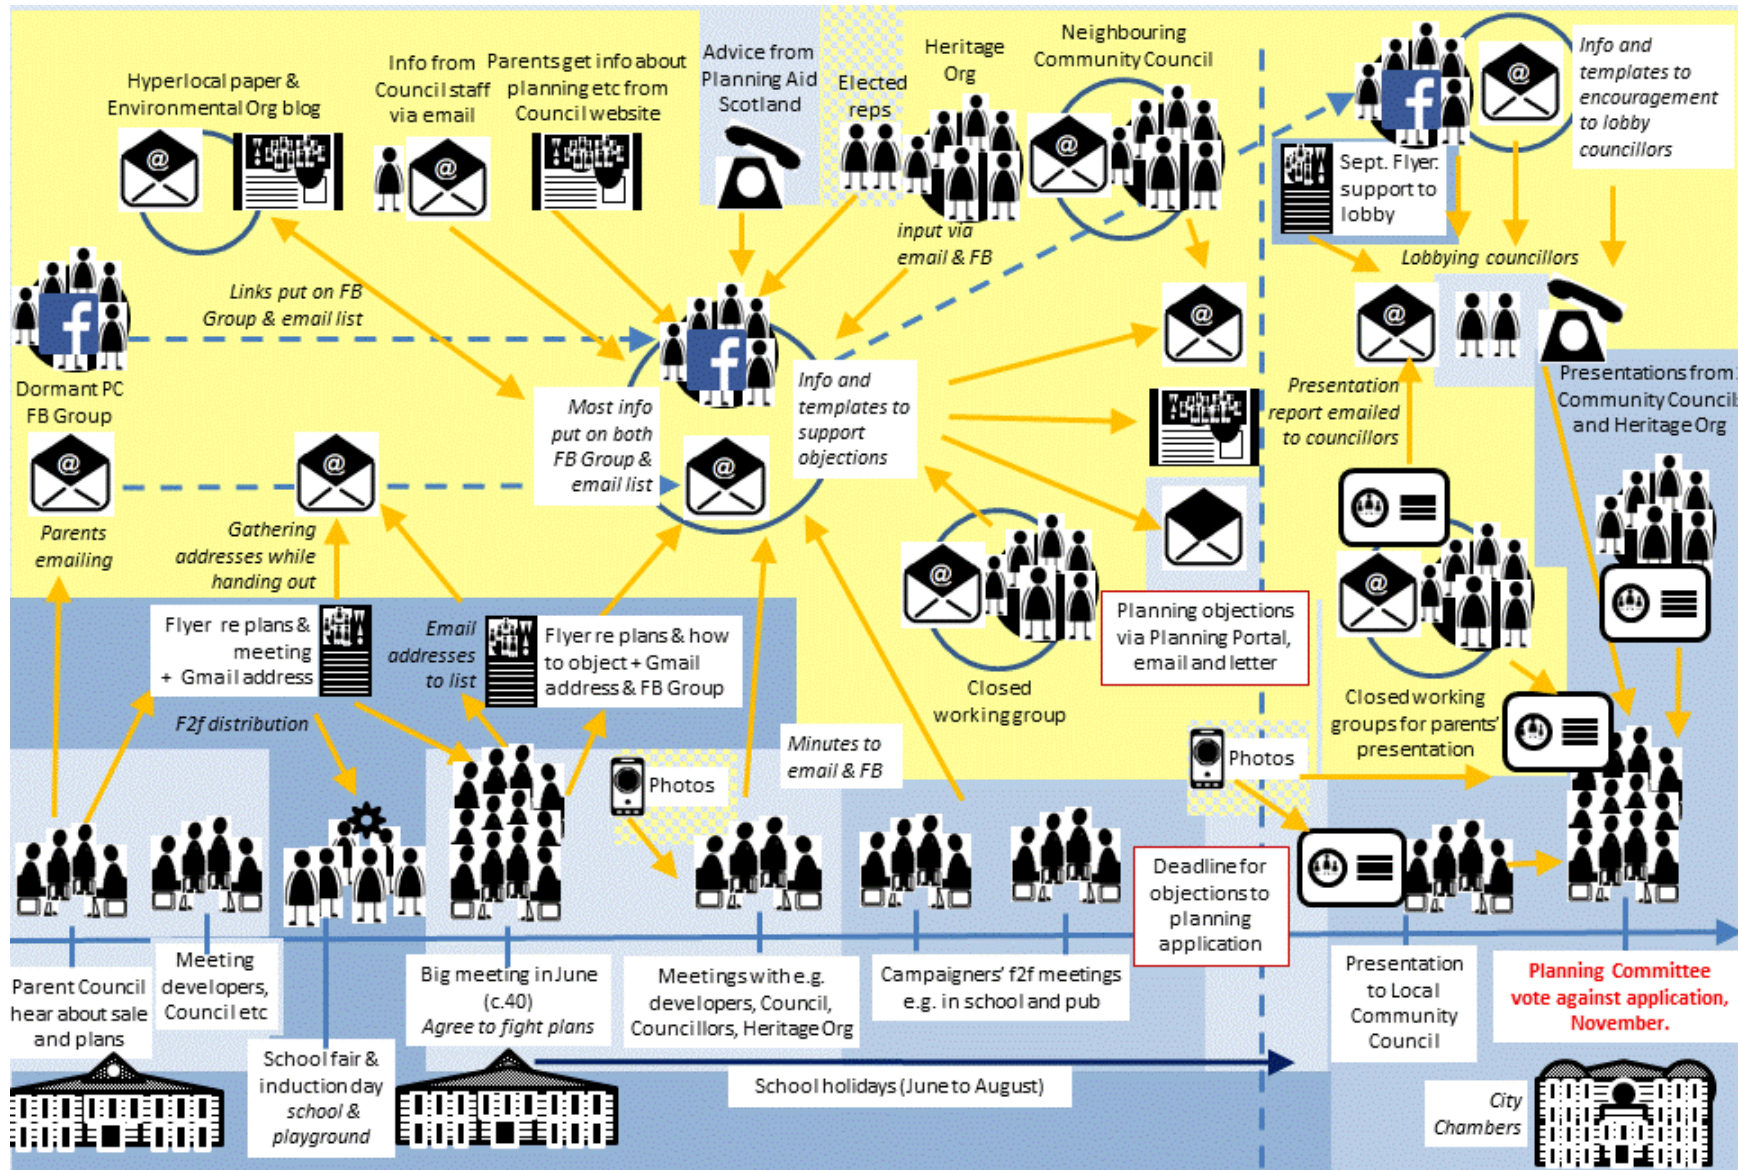 Hyperlocal paper &
Environmental Org blog
Info from
Council staff
via email
Parents get info about
planning etc from
Council website
Advice from
Planning Aid
Scotland
Elected
reps
Heritage
Org
Neighbouring
Community Council
Info and
templates to
encouragement
to lobby
councillors
Sept. Flyer:
support to
lobby
input via
email & FB
Lobbying councillors
Links put on FB
Group & email list
Dormant PC
FB Group
Most info
put on both
FB Group &
email list
Info and
templates to
support
objections
Presentation
report emailed
to councillors
Presentations from
Community Councils
and Heritage Org
Parents
emailing
Gathering
addresses while
handing out
Flyer re plans &
meeting
+ Gmail address
Email
addresses
to list
Flyer re plans & how
to object + Gmail
address & FB Group
Closed
working group
Planning objections
via Planning Portal,
email and letter
Closed working
groups for parents'
presentation
F2f distribution
Photos
Minutes to
email & FB
Photos
Deadline for
objections to
planning
application
Parent Council
hear about sale
and plans
Meeting
developers,
Council etc
School fair &
induction day
school &
playground
Big meeting in June
(c.40)
Agree to fight plans
Meetings with e.g.
developers, Council,
Councillors, Heritage Org
Campaigners' f2f meetings
e.g. in school and pub
Presentation
to Local
Community
Council
Planning Committee
vote against application,
November.
School holidays (June to August)
City
Chambers